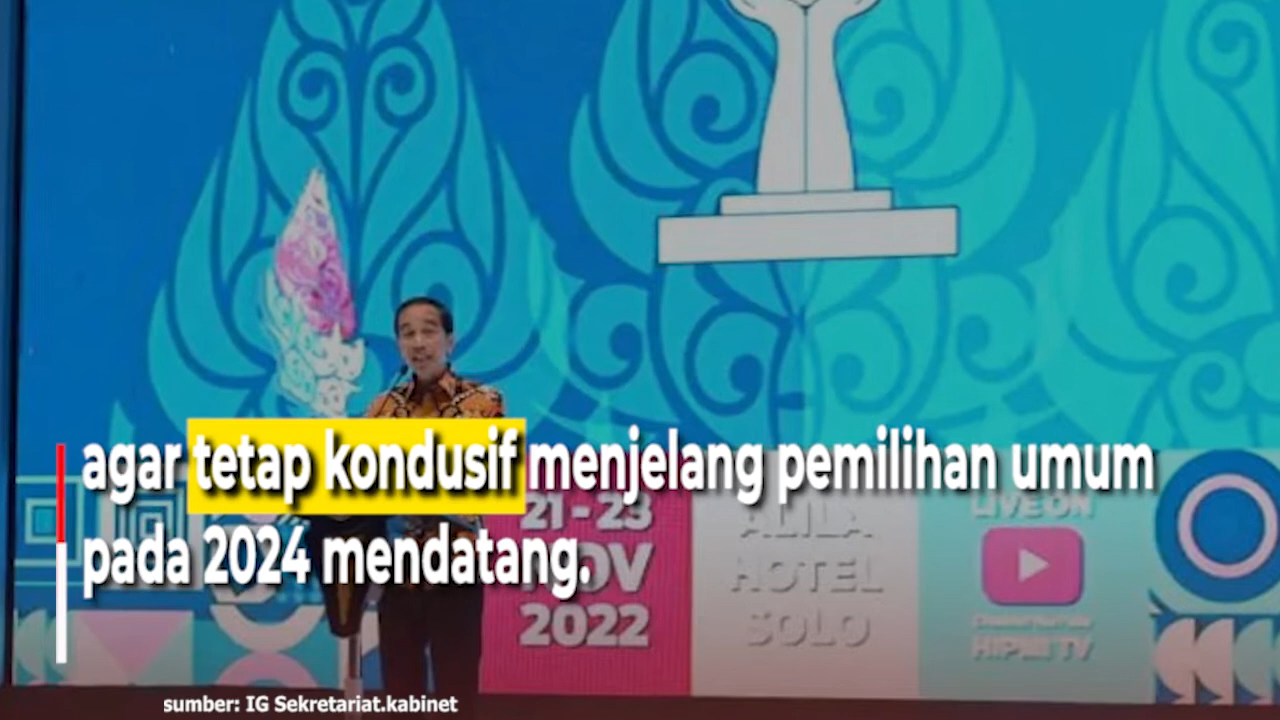 agar tetap kondusif menjelang pemilihan umum
pada 2024 mendatang.
21 - 23
NOV
2022
ALILA
HOTEL
SOLO
LIVE ON
HIPMI TV
sumber: IG Sekretariat.kabinet